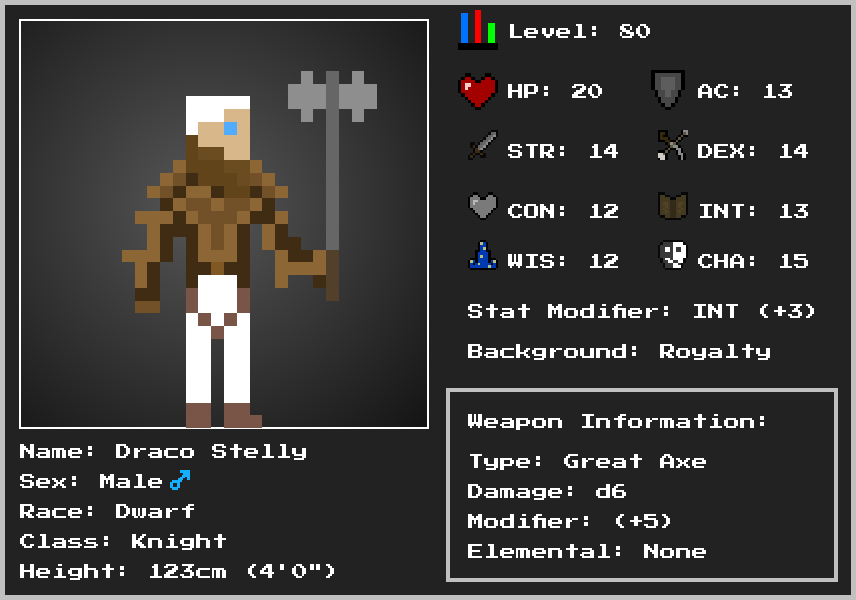 Level: 80
HP: 20
AC: 13
STR: 14
DEX: 14
CON: 12
INT: 13
WIS: 12
CHA: 15
Stat Modifier: INT (+3)
Background: Royalty
Weapon Information:
Type: Great Axe
Damage: d6
Modifier: (+5)
Elemental: None
Name: Draco Stelly
Sex: Male ♂
Race: Dwarf
Class: Knight
Height: 123cm (4'0")